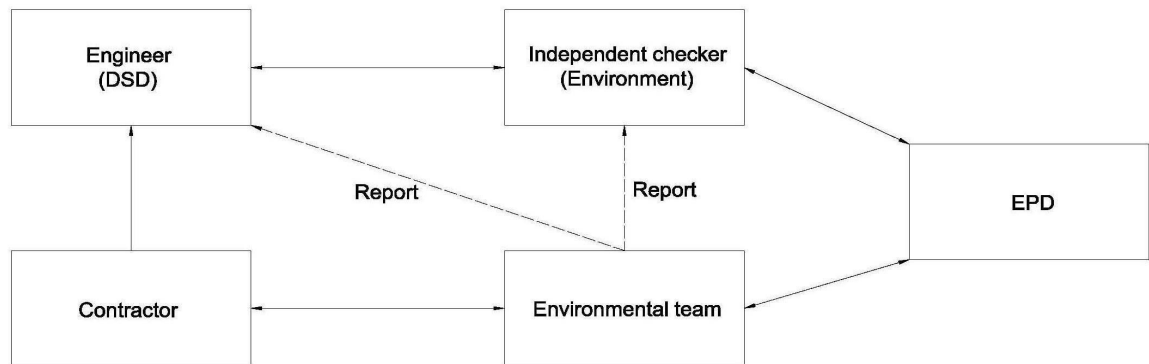 Engineer
(DSD)
Independent checker
(Environment)
Report
Report
EPD
Contractor
Environmental team